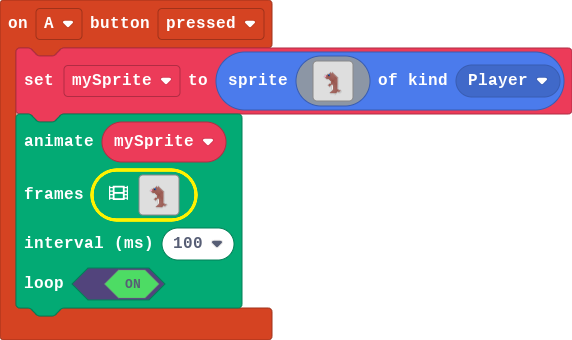 on A button pressed
set mySprite to sprite of kind Player
animate mySprite
frames
interval (ms) 100
loop ON